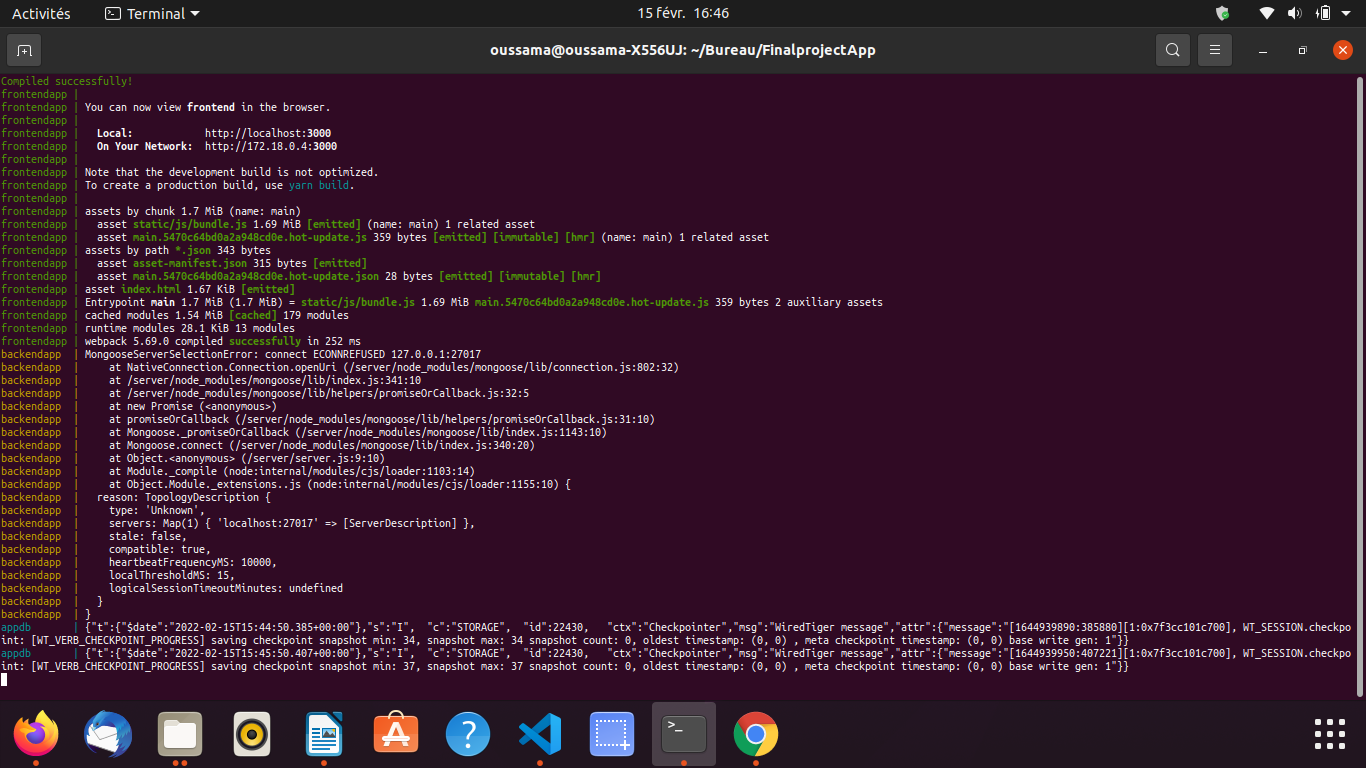 Activités
Terminal
15 févr.  16:46
oussama@oussama-X556UJ: ~/Bureau/FinalprojectApp
Compiled successfully!
frontendapp |
frontendapp | You can now view frontend in the browser.
frontendapp |
frontendapp |   Local:            http://localhost:3000
frontendapp |   On Your Network:  http://172.18.0.4:3000
frontendapp |
frontendapp | Note that the development build is not optimized.
frontendapp | To create a production build, use yarn build.
frontendapp |
frontendapp | assets by chunk 1.7 MiB (name: main)
frontendapp |   asset static/js/bundle.js 1.69 MiB [emitted] (name: main) 1 related asset
frontendapp |   asset main.5470c64bd0a2a948cd0e.hot-update.js 359 bytes [emitted] [immutable] [hmr] (name: main) 1 related asset
frontendapp | assets by path *.json 343 bytes
frontendapp |   asset asset-manifest.json 315 bytes [emitted]
frontendapp |   asset main.5470c64bd0a2a948cd0e.hot-update.json 28 bytes [emitted] [immutable] [hmr]
frontendapp | asset index.html 1.67 KiB [emitted]
frontendapp | Entrypoint main 1.7 MiB (1.7 MiB) = static/js/bundle.js 1.69 MiB main.5470c64bd0a2a948cd0e.hot-update.js 359 bytes 2 auxiliary assets
frontendapp | cached modules 1.54 MiB [cached] 179 modules
frontendapp | runtime modules 28.1 KiB 13 modules
frontendapp | webpack 5.69.0 compiled successfully in 252 ms
backendapp  | MongooseServerSelectionError: connect ECONNREFUSED 127.0.0.1:27017
backendapp  |     at NativeConnection.Connection.openUri (/server/node_modules/mongoose/lib/connection.js:802:32)
backendapp  |     at /server/node_modules/mongoose/lib/index.js:341:10
backendapp  |     at /server/node_modules/mongoose/lib/helpers/promiseOrCallback.js:32:5
backendapp  |     at new Promise (<anonymous>)
backendapp  |     at promiseOrCallback (/server/node_modules/mongoose/lib/helpers/promiseOrCallback.js:31:10)
backendapp  |     at Mongoose._promiseOrCallback (/server/node_modules/mongoose/lib/index.js:1143:10)
backendapp  |     at Mongoose.connect (/server/node_modules/mongoose/lib/index.js:340:20)
backendapp  |     at Object.<anonymous> (/server/server.js:9:10)
backendapp  |     at Module._compile (node:internal/modules/cjs/loader:1103:14)
backendapp  |     at Object.Module._extensions..js (node:internal/modules/cjs/loader:1155:10) {
backendapp  |   reason: TopologyDescription {
backendapp  |     type: 'Unknown',
backendapp  |     servers: Map(1) { 'localhost:27017' => [ServerDescription] },
backendapp  |     stale: false,
backendapp  |     compatible: true,
backendapp  |     heartbeatFrequencyMS: 10000,
backendapp  |     localThresholdMS: 15,
backendapp  |     logicalSessionTimeoutMinutes: undefined
backendapp  |   }
backendapp  | }
appdb       | {"t":{"$date":"2022-02-15T15:44:50.385+00:00"},"s":"I",  "c":"STORAGE",  "id":22430,   "ctx":"Checkpointer","msg":"WiredTiger message","attr":{"message":"[1644939890:385880][1:0x7f3cc101c700], WT_SESSION.checkpo
int: [WT_VERB_CHECKPOINT_PROGRESS] saving checkpoint snapshot min: 34, snapshot max: 34 snapshot count: 0, oldest timestamp: (0, 0) , meta checkpoint timestamp: (0, 0) base write gen: 1"}}
appdb       | {"t":{"$date":"2022-02-15T15:45:50.407+00:00"},"s":"I",  "c":"STORAGE",  "id":22430,   "ctx":"Checkpointer","msg":"WiredTiger message","attr":{"message":"[1644939950:407221][1:0x7f3cc101c700], WT_SESSION.checkpo
int: [WT_VERB_CHECKPOINT_PROGRESS] saving checkpoint snapshot min: 37, snapshot max: 37 snapshot count: 0, oldest timestamp: (0, 0) , meta checkpoint timestamp: (0, 0) base write gen: 1"}}